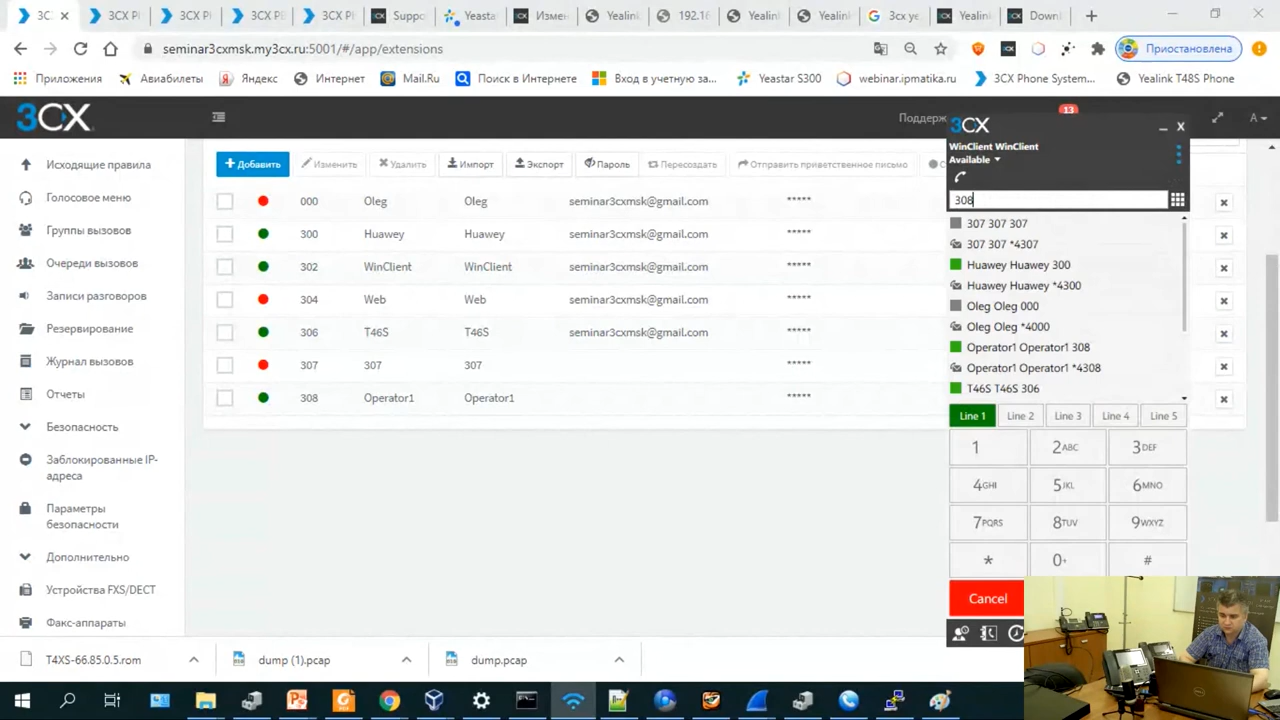 3C
3CX P
3CX Pl
3CX PB
3CX Pl
Suppo
Yeasta
Измен
Yealink
192.16
Yealink
Yealink
3cx ye
Yealink
Down
seminar3cxmsk.my3cx.ru:5001/#/app/extensions
Приостановлена
Приложения
Авиабилеты
Яндекс
Интернет
Mail.Ru
Поиск в Интернете
Вход в учетную за...
Yeastar S300
webinar.ipmatika.ru
3CX Phone System...
Yealink T48S Phone
3CX
Поддерж
13
A
Исходящие правила
Голосовое меню
Группы вызовов
Очереди вызовов
Записи разговоров
Резервирование
Журнал вызовов
Отчеты
Безопасность
Заблокированные IP-
адреса
Параметры
безопасности
Дополнительно
Устройства FXS/DECT
Факс-аппараты
+ Добавить
Изменить
Удалить
Импорт
Экспорт
Пароль
Пересоздать
Отправить приветственное письмо
000 Oleg Oleg seminar3cxmsk@gmail.com *****
300 Huawey Huawey seminar3cxmsk@gmail.com *****
302 WinClient WinClient seminar3cxmsk@gmail.com *****
304 Web Web seminar3cxmsk@gmail.com *****
306 T46S T46S seminar3cxmsk@gmail.com *****
307 307 307 *****
308 Operator1 Operator1 *****
3CX
WinClient WinClient
Available
308
307 307 307
307 307 *4307
Huawey Huawey 300
Huawey Huawey *4300
Oleg Oleg 000
Oleg Oleg *4000
Operator1 Operator1 308
Operator1 Operator1 *4308
T46S T46S 306
Line 1 Line 2 Line 3 Line 4 Line 5
1 2ABC 3DEF
4GHI 5JKL 6MNO
7PQRS 8TUV 9WXYZ
* 0+ #
Cancel
T4XS-66.85.0.5.rom
dump (1).pcap
dump.pcap